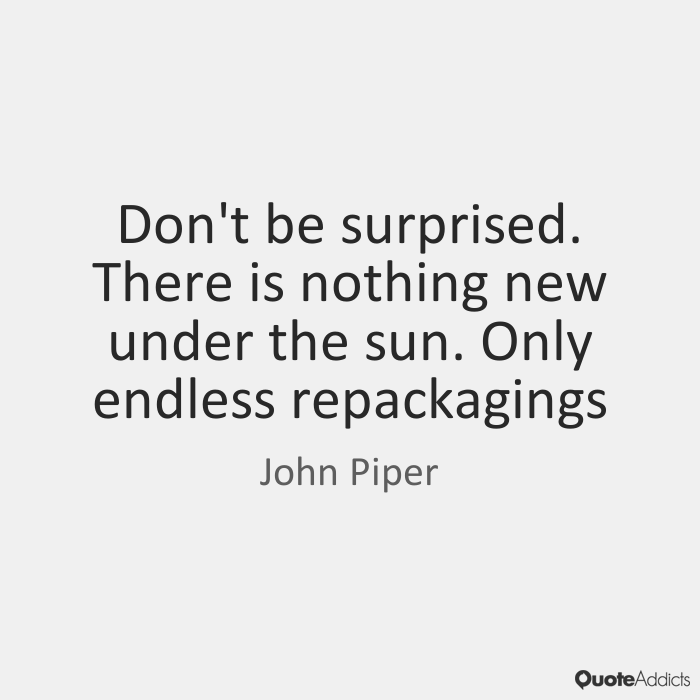 Don't be surprised.
There is nothing new
under the sun. Only
endless repackagings
John Piper
QuoteAddicts